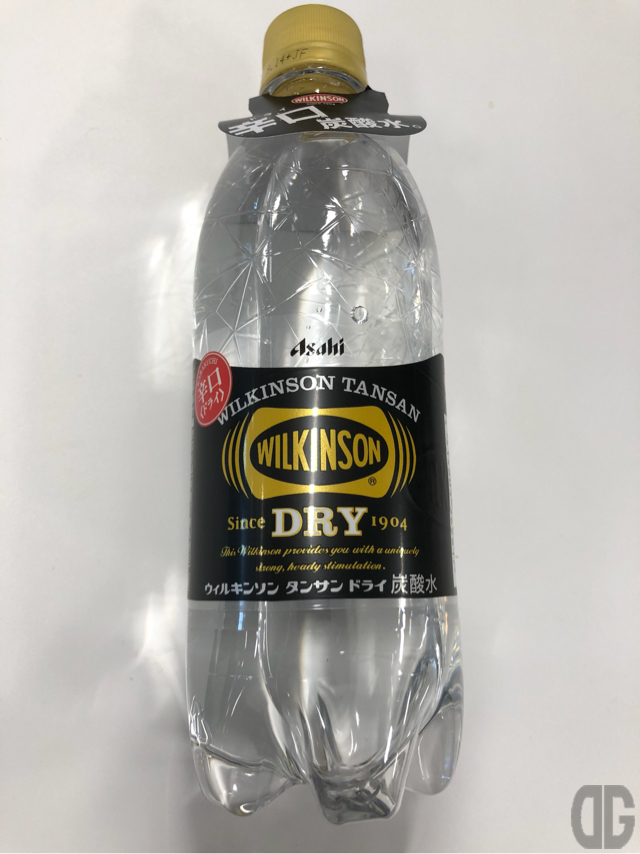 WILKINSON
辛口
炭酸水。
Asahi
辛口
(ドライ)
WILKINSON TANSAN
WILKINSON
®
Since DRY 1904
This Wilkinson provides you with a uniquely
strong, heady stimulation.
ウィルキンソン タンサン ドライ 炭酸水
DG